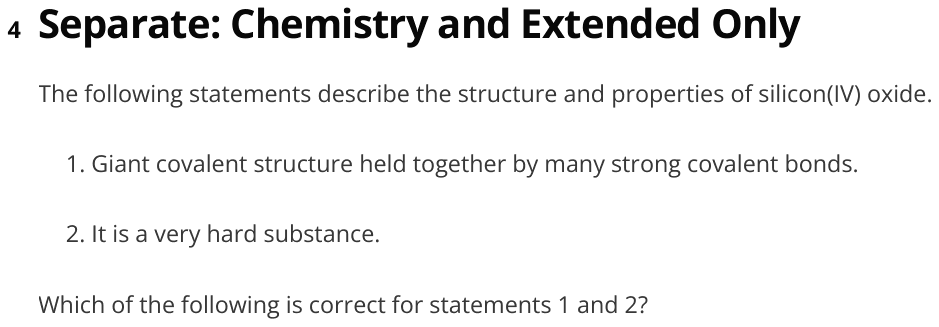 4 Separate: Chemistry and Extended Only
The following statements describe the structure and properties of silicon(IV) oxide.
1. Giant covalent structure held together by many strong covalent bonds.
2. It is a very hard substance.
Which of the following is correct for statements 1 and 2?